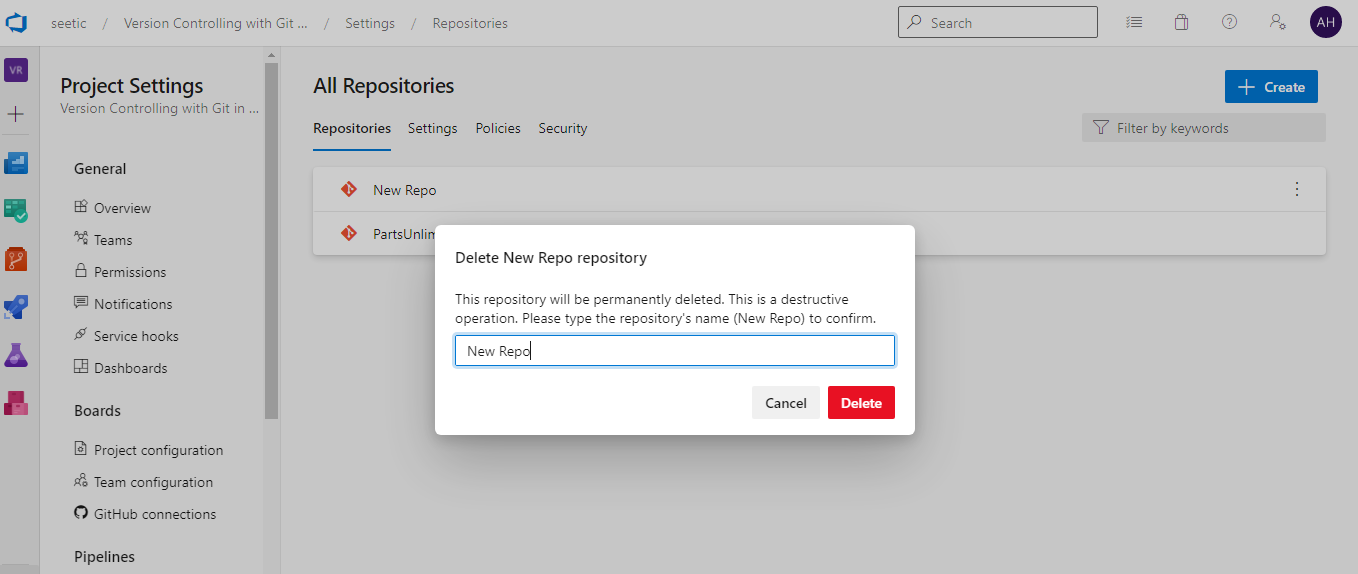 seetic / Version Controlling with Git ... / Settings / Repositories
Search
AH
VR
Project Settings
Version Controlling with Git in ...
General
Overview
Teams
Permissions
Notifications
Service hooks
Dashboards
Boards
Project configuration
Team configuration
GitHub connections
Pipelines
All Repositories
Create
Repositories Settings Policies Security
Filter by keywords
New Repo
PartsUnlim
Delete New Repo repository
This repository will be permanently deleted. This is a destructive
operation. Please type the repository's name (New Repo) to confirm.
New Repo
Cancel Delete